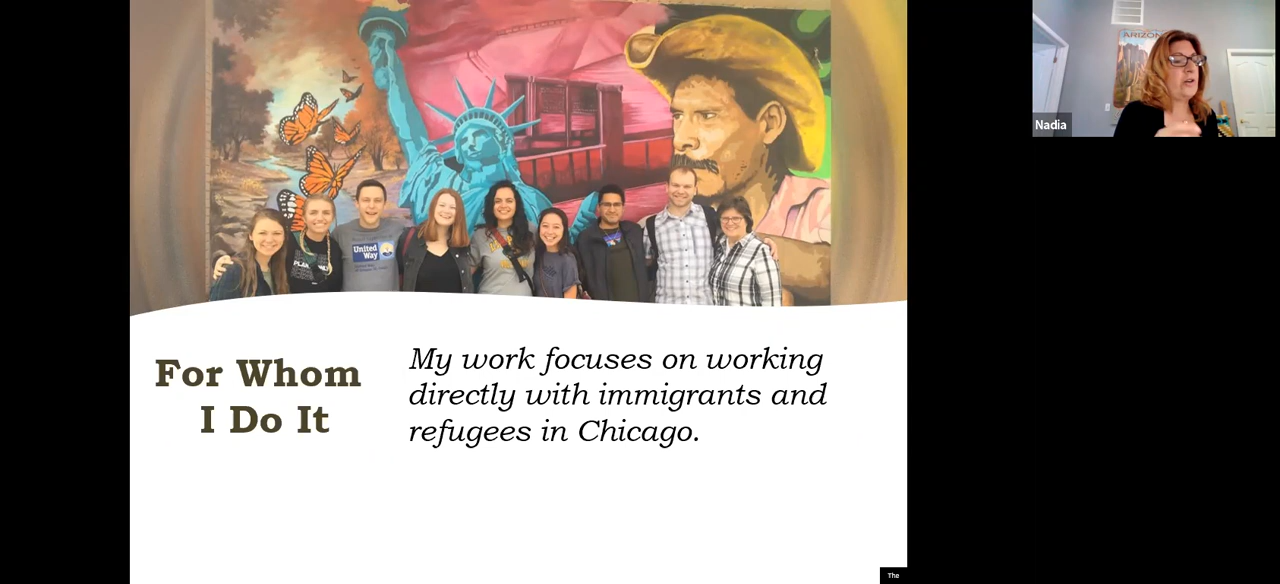 ARIZONA
Nadia
United
Way
For Whom
I Do It
My work focuses on working
directly with immigrants and
refugees in Chicago.
The